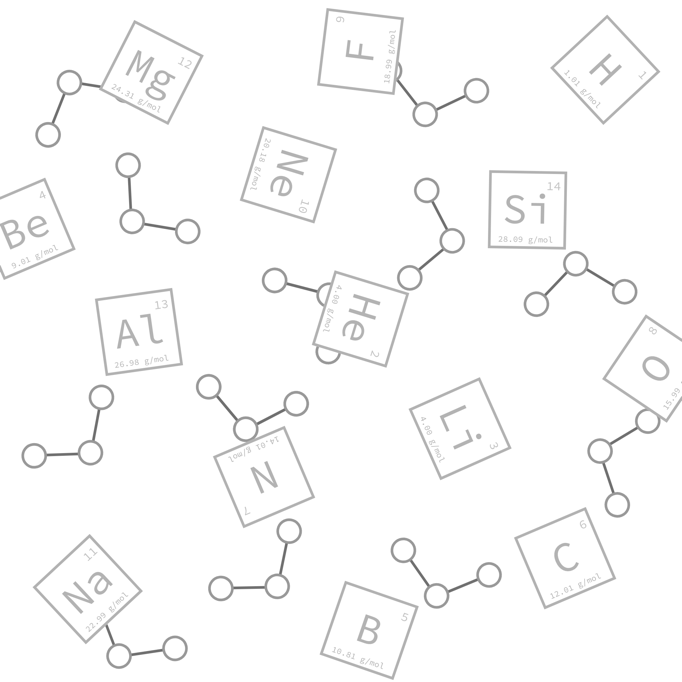 12
Mg
24.31 g/mol
9
F
18.99 g/mol
1
H
1.01 g/mol
10
Ne
20.18 g/mol
14
Si
28.09 g/mol
4
Be
9.01 g/mol
13
Al
26.98 g/mol
2
He
4.00 g/mol
8
O
15.99
3
Li
4.00 g/mol
7
N
14.01 g/mol
6
C
12.01 g/mol
11
Na
22.99 g/mol
5
B
10.81 g/mol